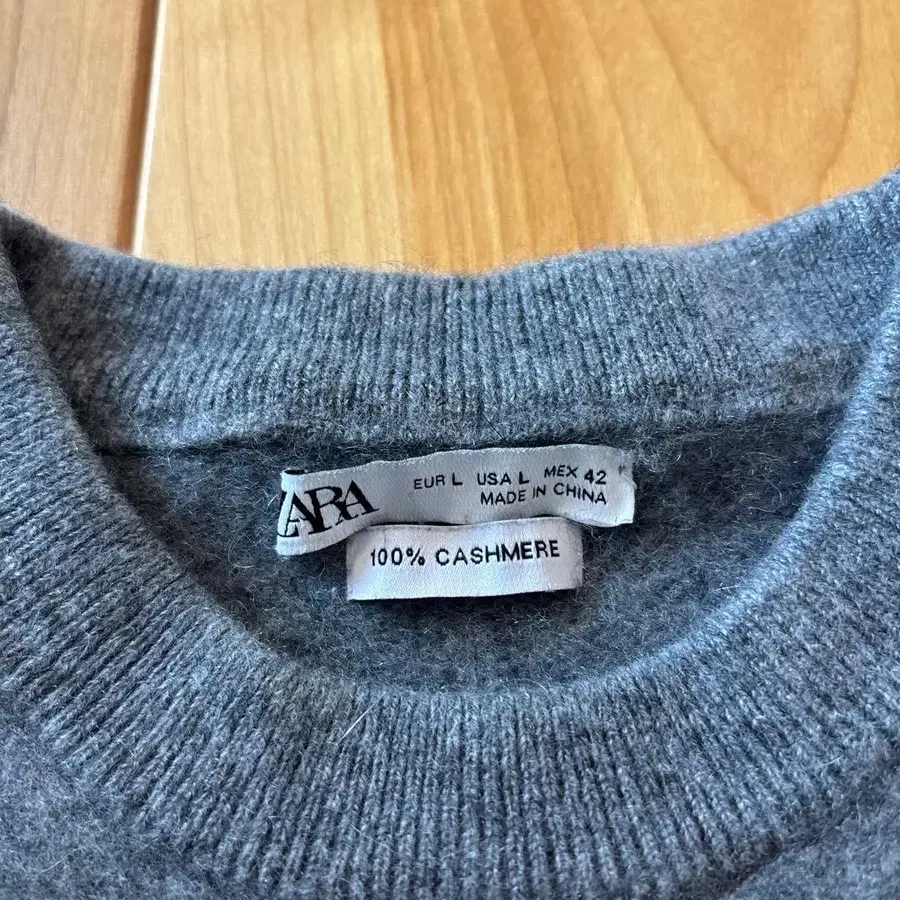 ZARA
EUR L USA L MEX 42
MADE IN CHINA
100% CASHMERE